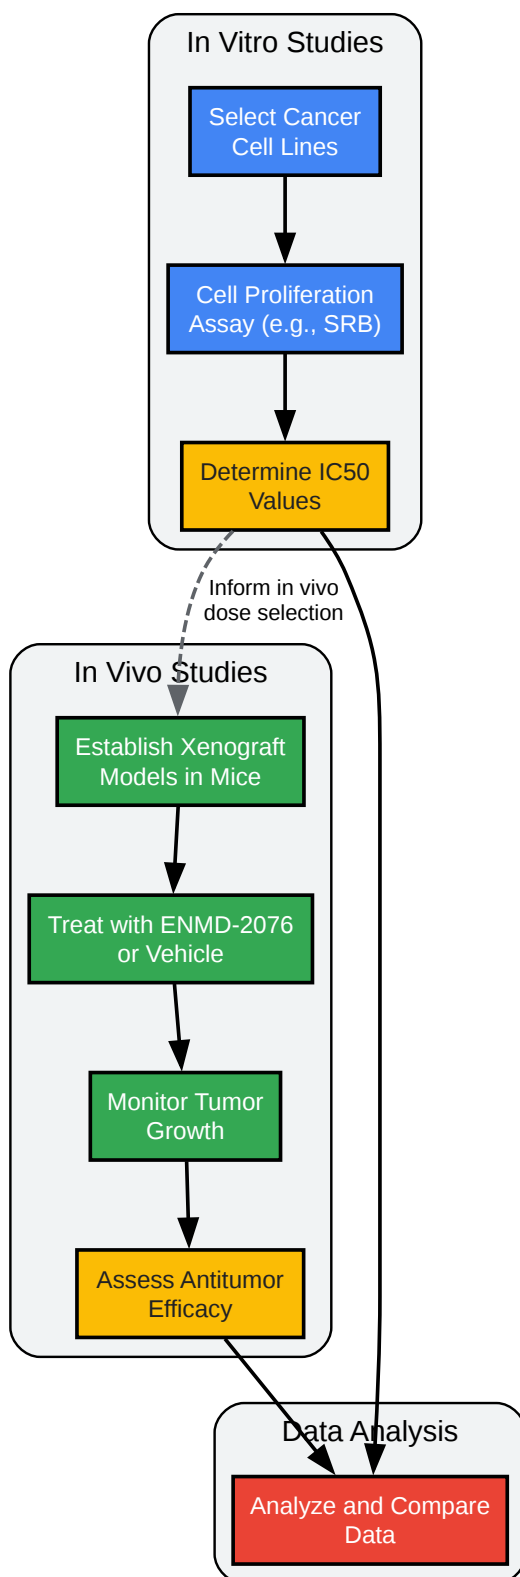 In Vitro Studies
Select Cancer
Cell Lines
Cell Proliferation
Assay (e.g., SRB)
Determine IC50
Values
Inform in vivo
dose selection
In Vivo Studies
Establish Xenograft
Models in Mice
Treat with ENMD-2076
or Vehicle
Monitor Tumor
Growth
Assess Antitumor
Efficacy
Data Analysis
Analyze and Compare
Data